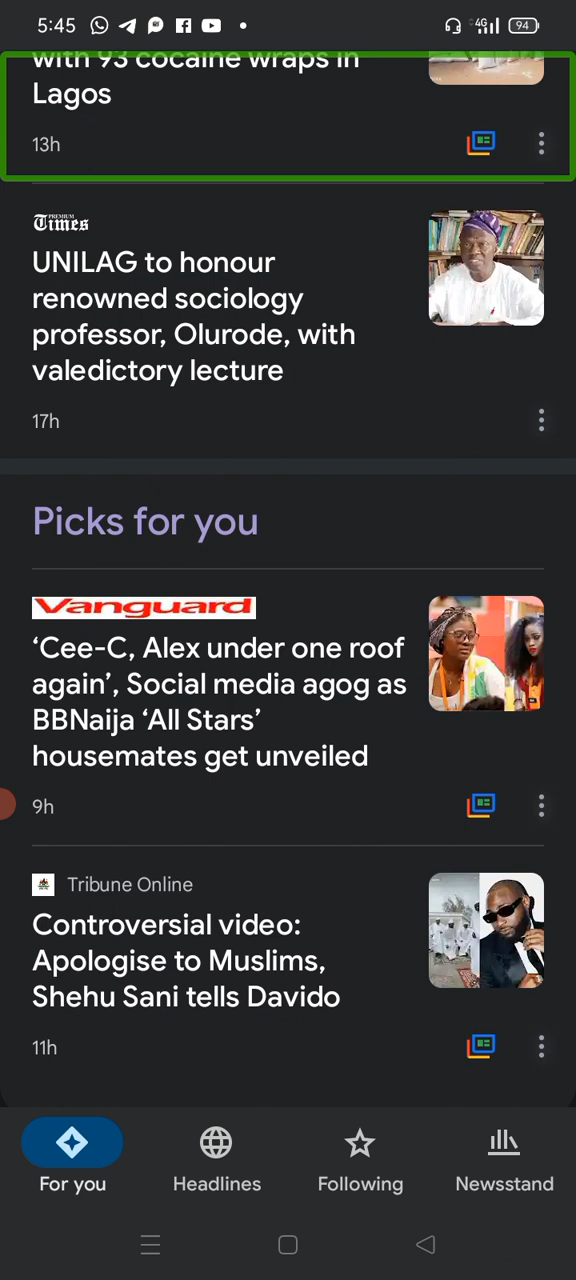 5:45
4G
94
with 93 cocaine wraps in
Lagos
13h
PREMIUM
Times
UNILAG to honour
renowned sociology
professor, Olurode, with
valedictory lecture
17h
Picks for you
Vanguard
‘Cee-C, Alex under one roof
again’, Social media agog as
BBNaija ‘All Stars’
housemates get unveiled
9h
Tribune Online
Controversial video:
Apologise to Muslims,
Shehu Sani tells Davido
11h
For you
Headlines
Following
Newsstand